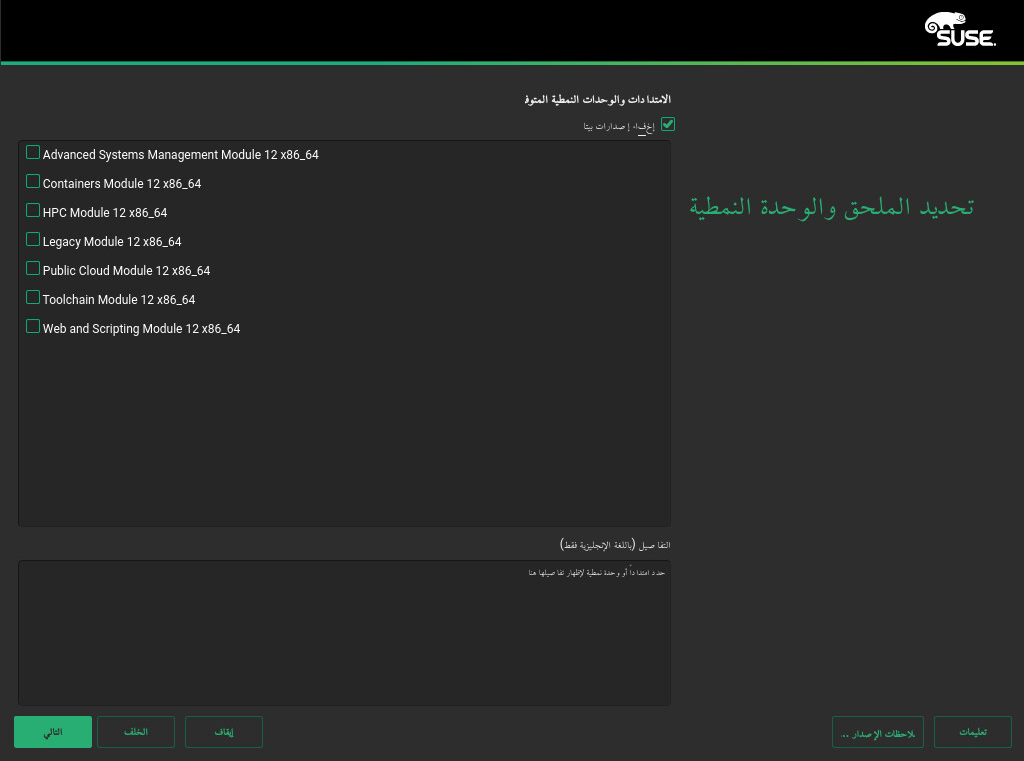 SUSE.
الامتدادات والوحدات النمطية المتوف
إخفاء إصدارات بيتا
تحديد الملحق والوحدة النمطية
Advanced Systems Management Module 12 x86_64
Containers Module 12 x86_64
HPC Module 12 x86_64
Legacy Module 12 x86_64
Public Cloud Module 12 x86_64
Toolchain Module 12 x86_64
Web and Scripting Module 12 x86_64
التفاصيل (باللغة الإنجليزية فقط)
حدد امتداداً أو وحدة نمطية لإظهار تفاصيلها هنا
تعليمات
ملاحظات الإصدار ...
إيقاف
الخلف
التالي